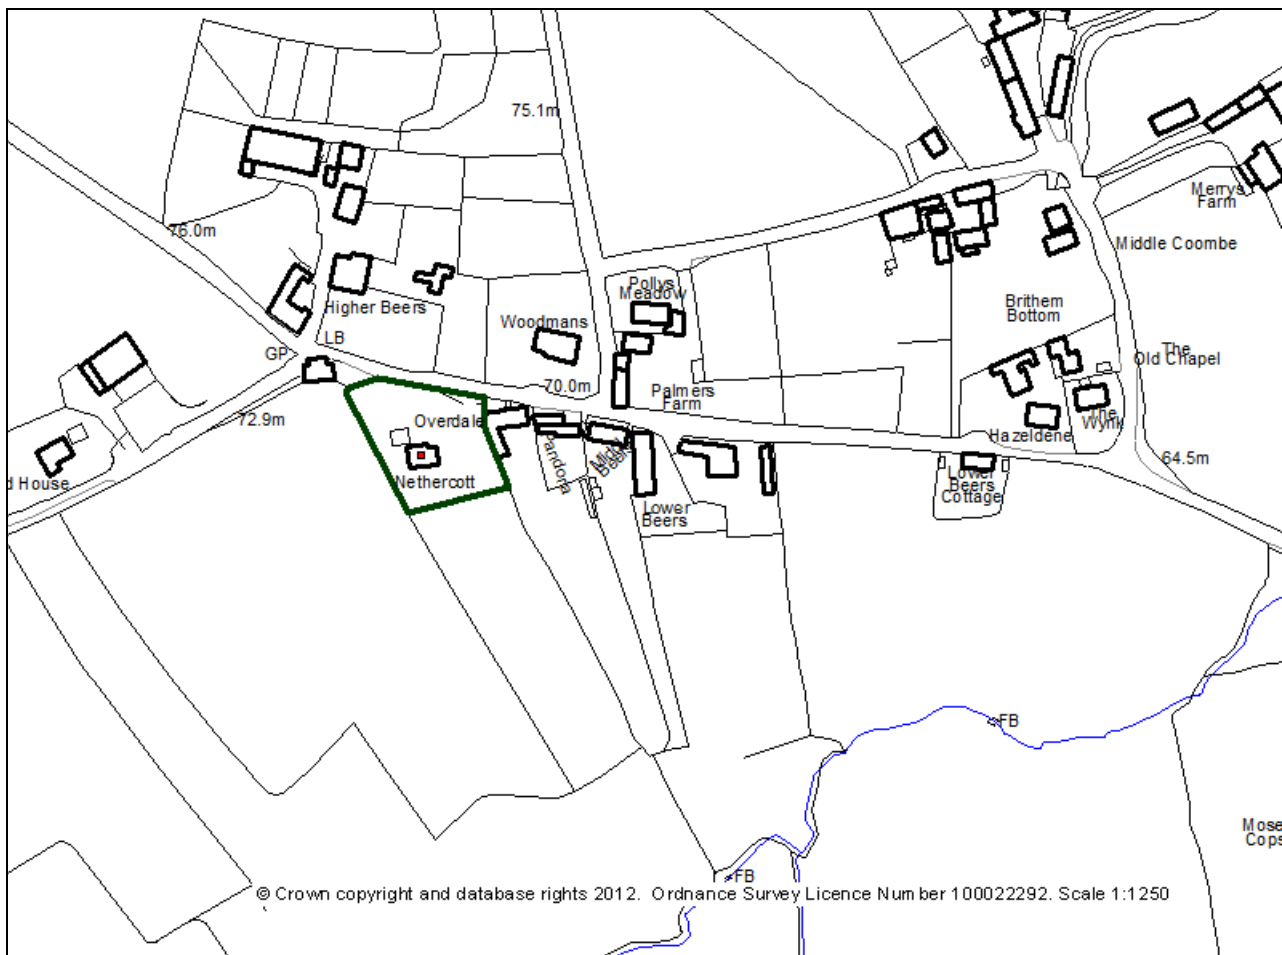 75.1m
Merrys
Farm
76.0m
Middle Coombe
Pollys
Meadow
Higher Beers
Woodmans
Brithem
Bottom
LB
GP
The
Old Chapel
70.0m
Palmers
Farm
72.9m
Overdale
The
Wynk
Hazeldene
Pandora
Middle
Beers
64.5m
d House
Nethercott
Lower
Beers
Cottage
Lower
Beers
FB
Mose
Cops
FB
© Crown copyright and database rights 2012. Ordnance Survey Licence Number 100022292. Scale 1:1250